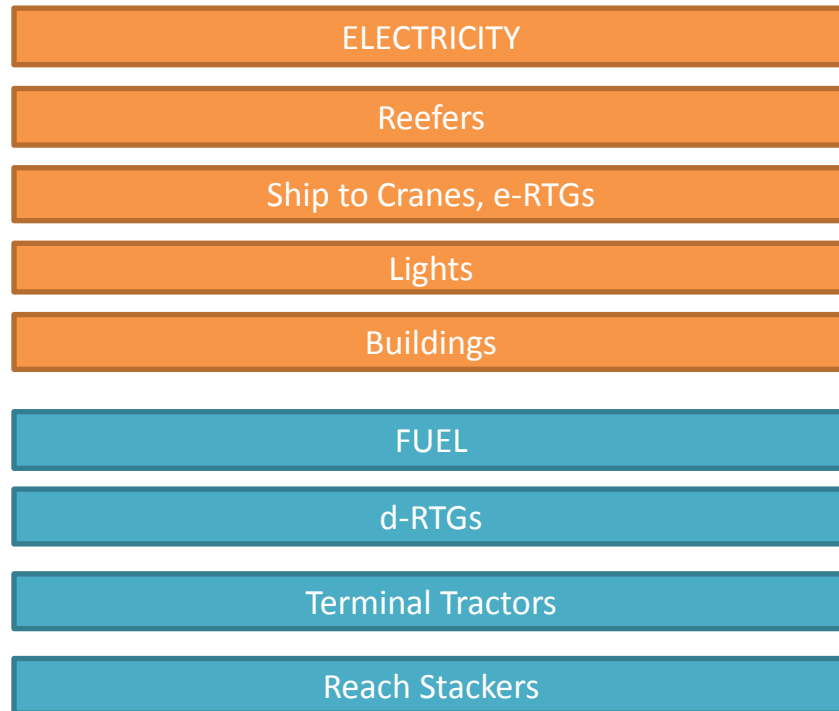 ELECTRICITY
Reefers
Ship to Cranes, e-RTGs
Lights
Buildings
FUEL
d-RTGs
Terminal Tractors
Reach Stackers